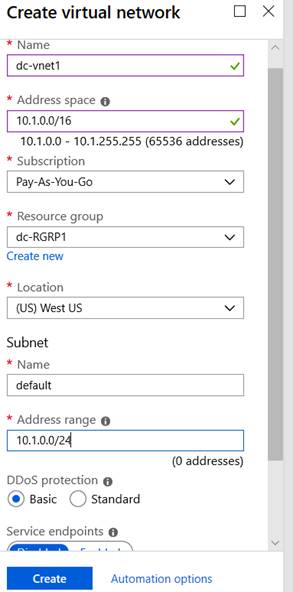 Create virtual network
* Name
dc-vnet1
* Address space
10.1.0.0/16
10.1.0.0 - 10.1.255.255 (65536 addresses)
* Subscription
Pay-As-You-Go
* Resource group
dc-RGRP1
Create new
* Location
(US) West US
Subnet
* Name
default
* Address range
10.1.0.0/24
(0 addresses)
DDoS protection
Basic Standard
Service endpoints
Disabled Enabled
Create Automation options